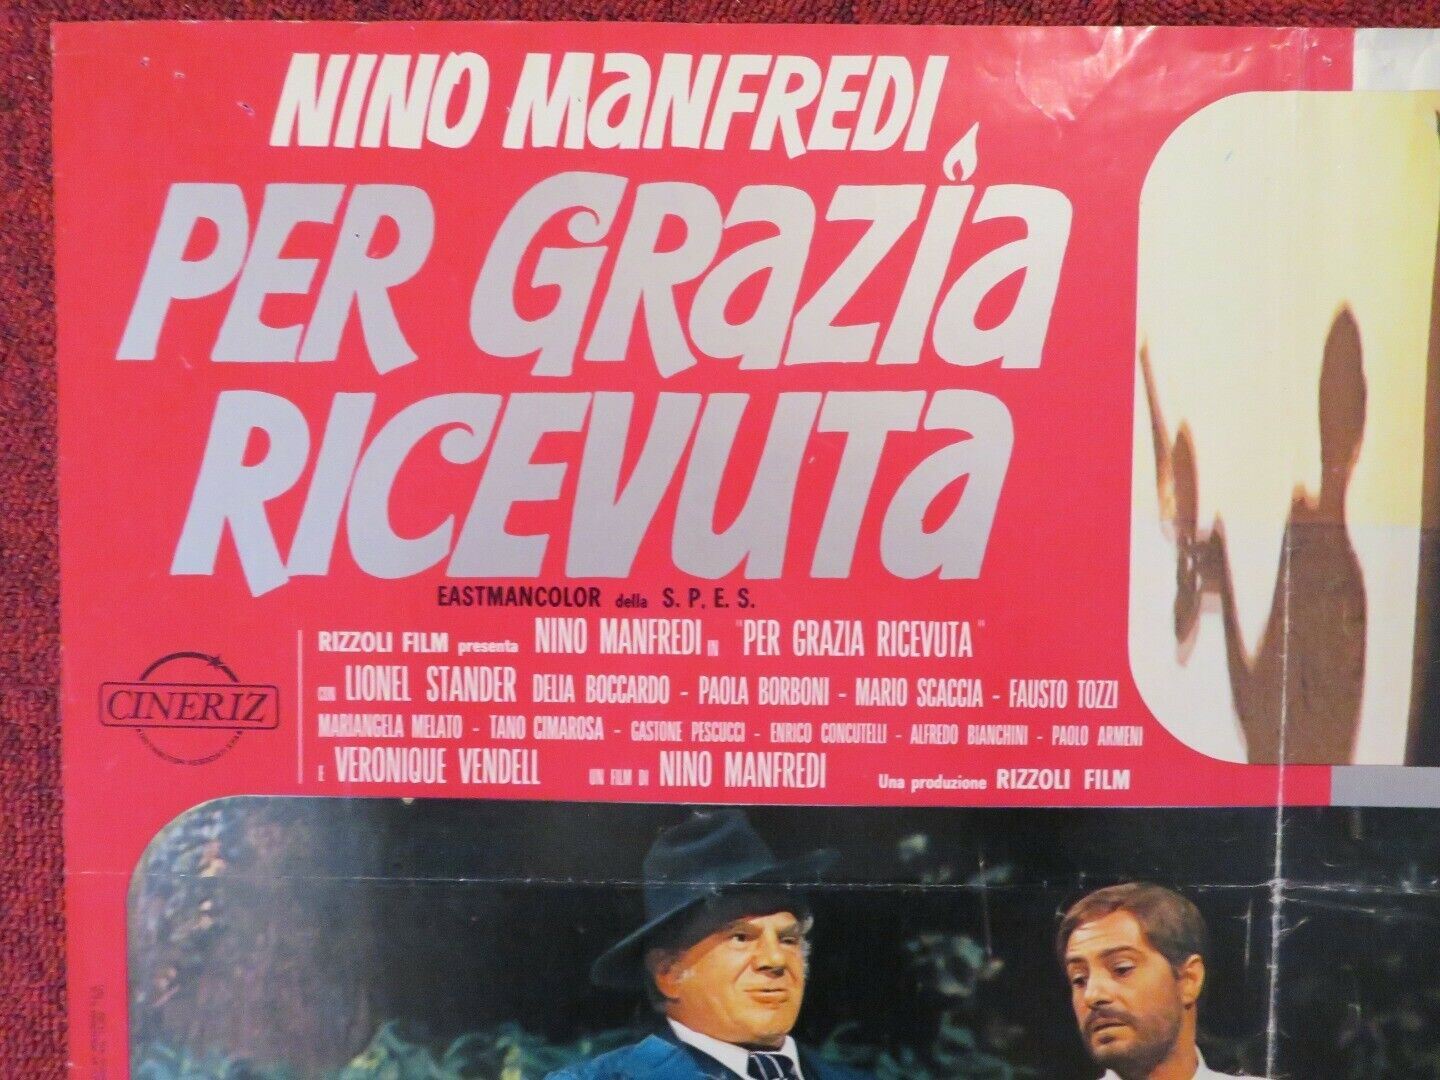 NINO MANFREDI
PER GRAZIA
RICEVUTA
EASTMANCOLOR della S. P. E. S.
RIZZOLI FILM presenta NINO MANFREDI IN "PER GRAZIA RICEVUTA"
CON LIONEL STANDER DELIA BOCCARDO - PAOLA BORBONI - MARIO SCACCIA - FAUSTO TOZZI
MARIANGELA MELATO - TANO CIMAROSA - GASTONE PESCUCCI - ENRICO CONCUTELLI - ALFREDO BIANCHINI - PAOLO ARMENI
E VERONIQUE VENDELL UN FILM DI NINO MANFREDI Una produzione RIZZOLI FILM
CINERIZ